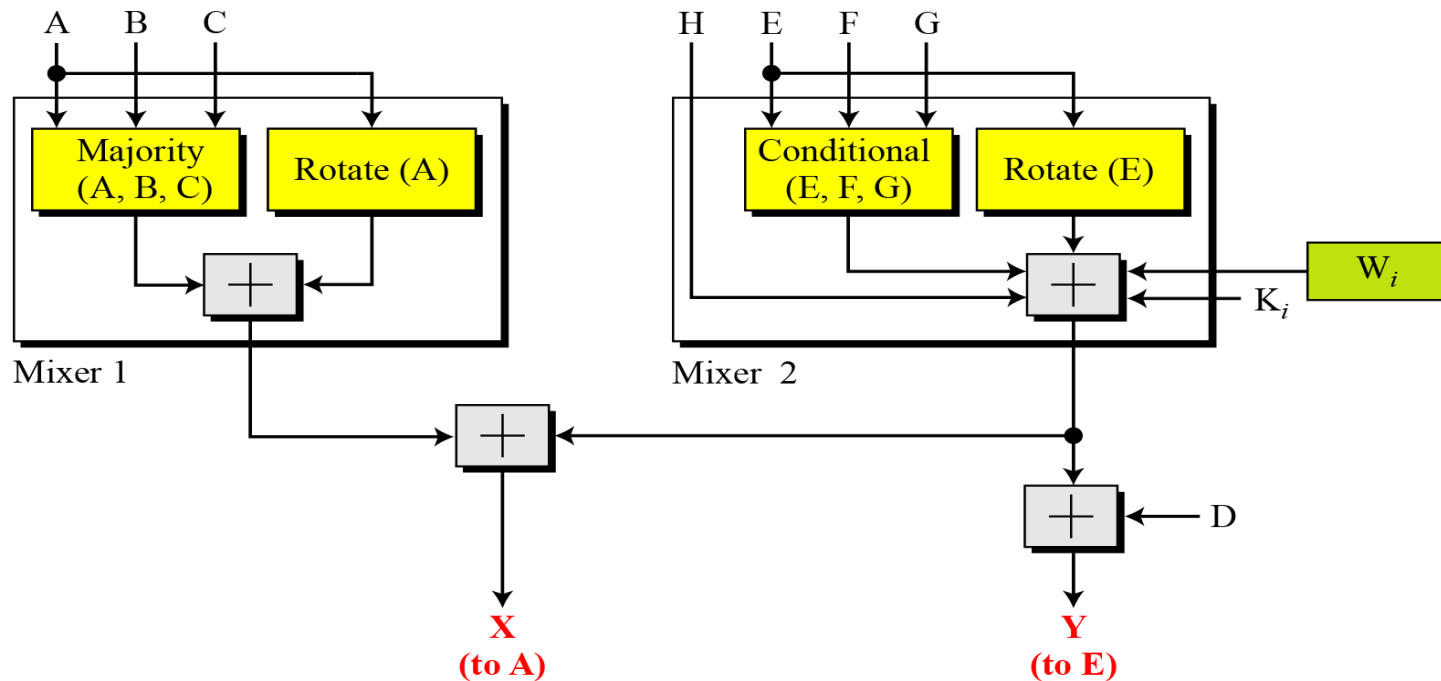 A B C H E F G
Majority
(A, B, C)
Rotate (A)
Conditional
(E, F, G)
Rotate (E)
+
+
W_i
K_i
Mixer 1
Mixer 2
+
+
D
X
(to A)
Y
(to E)